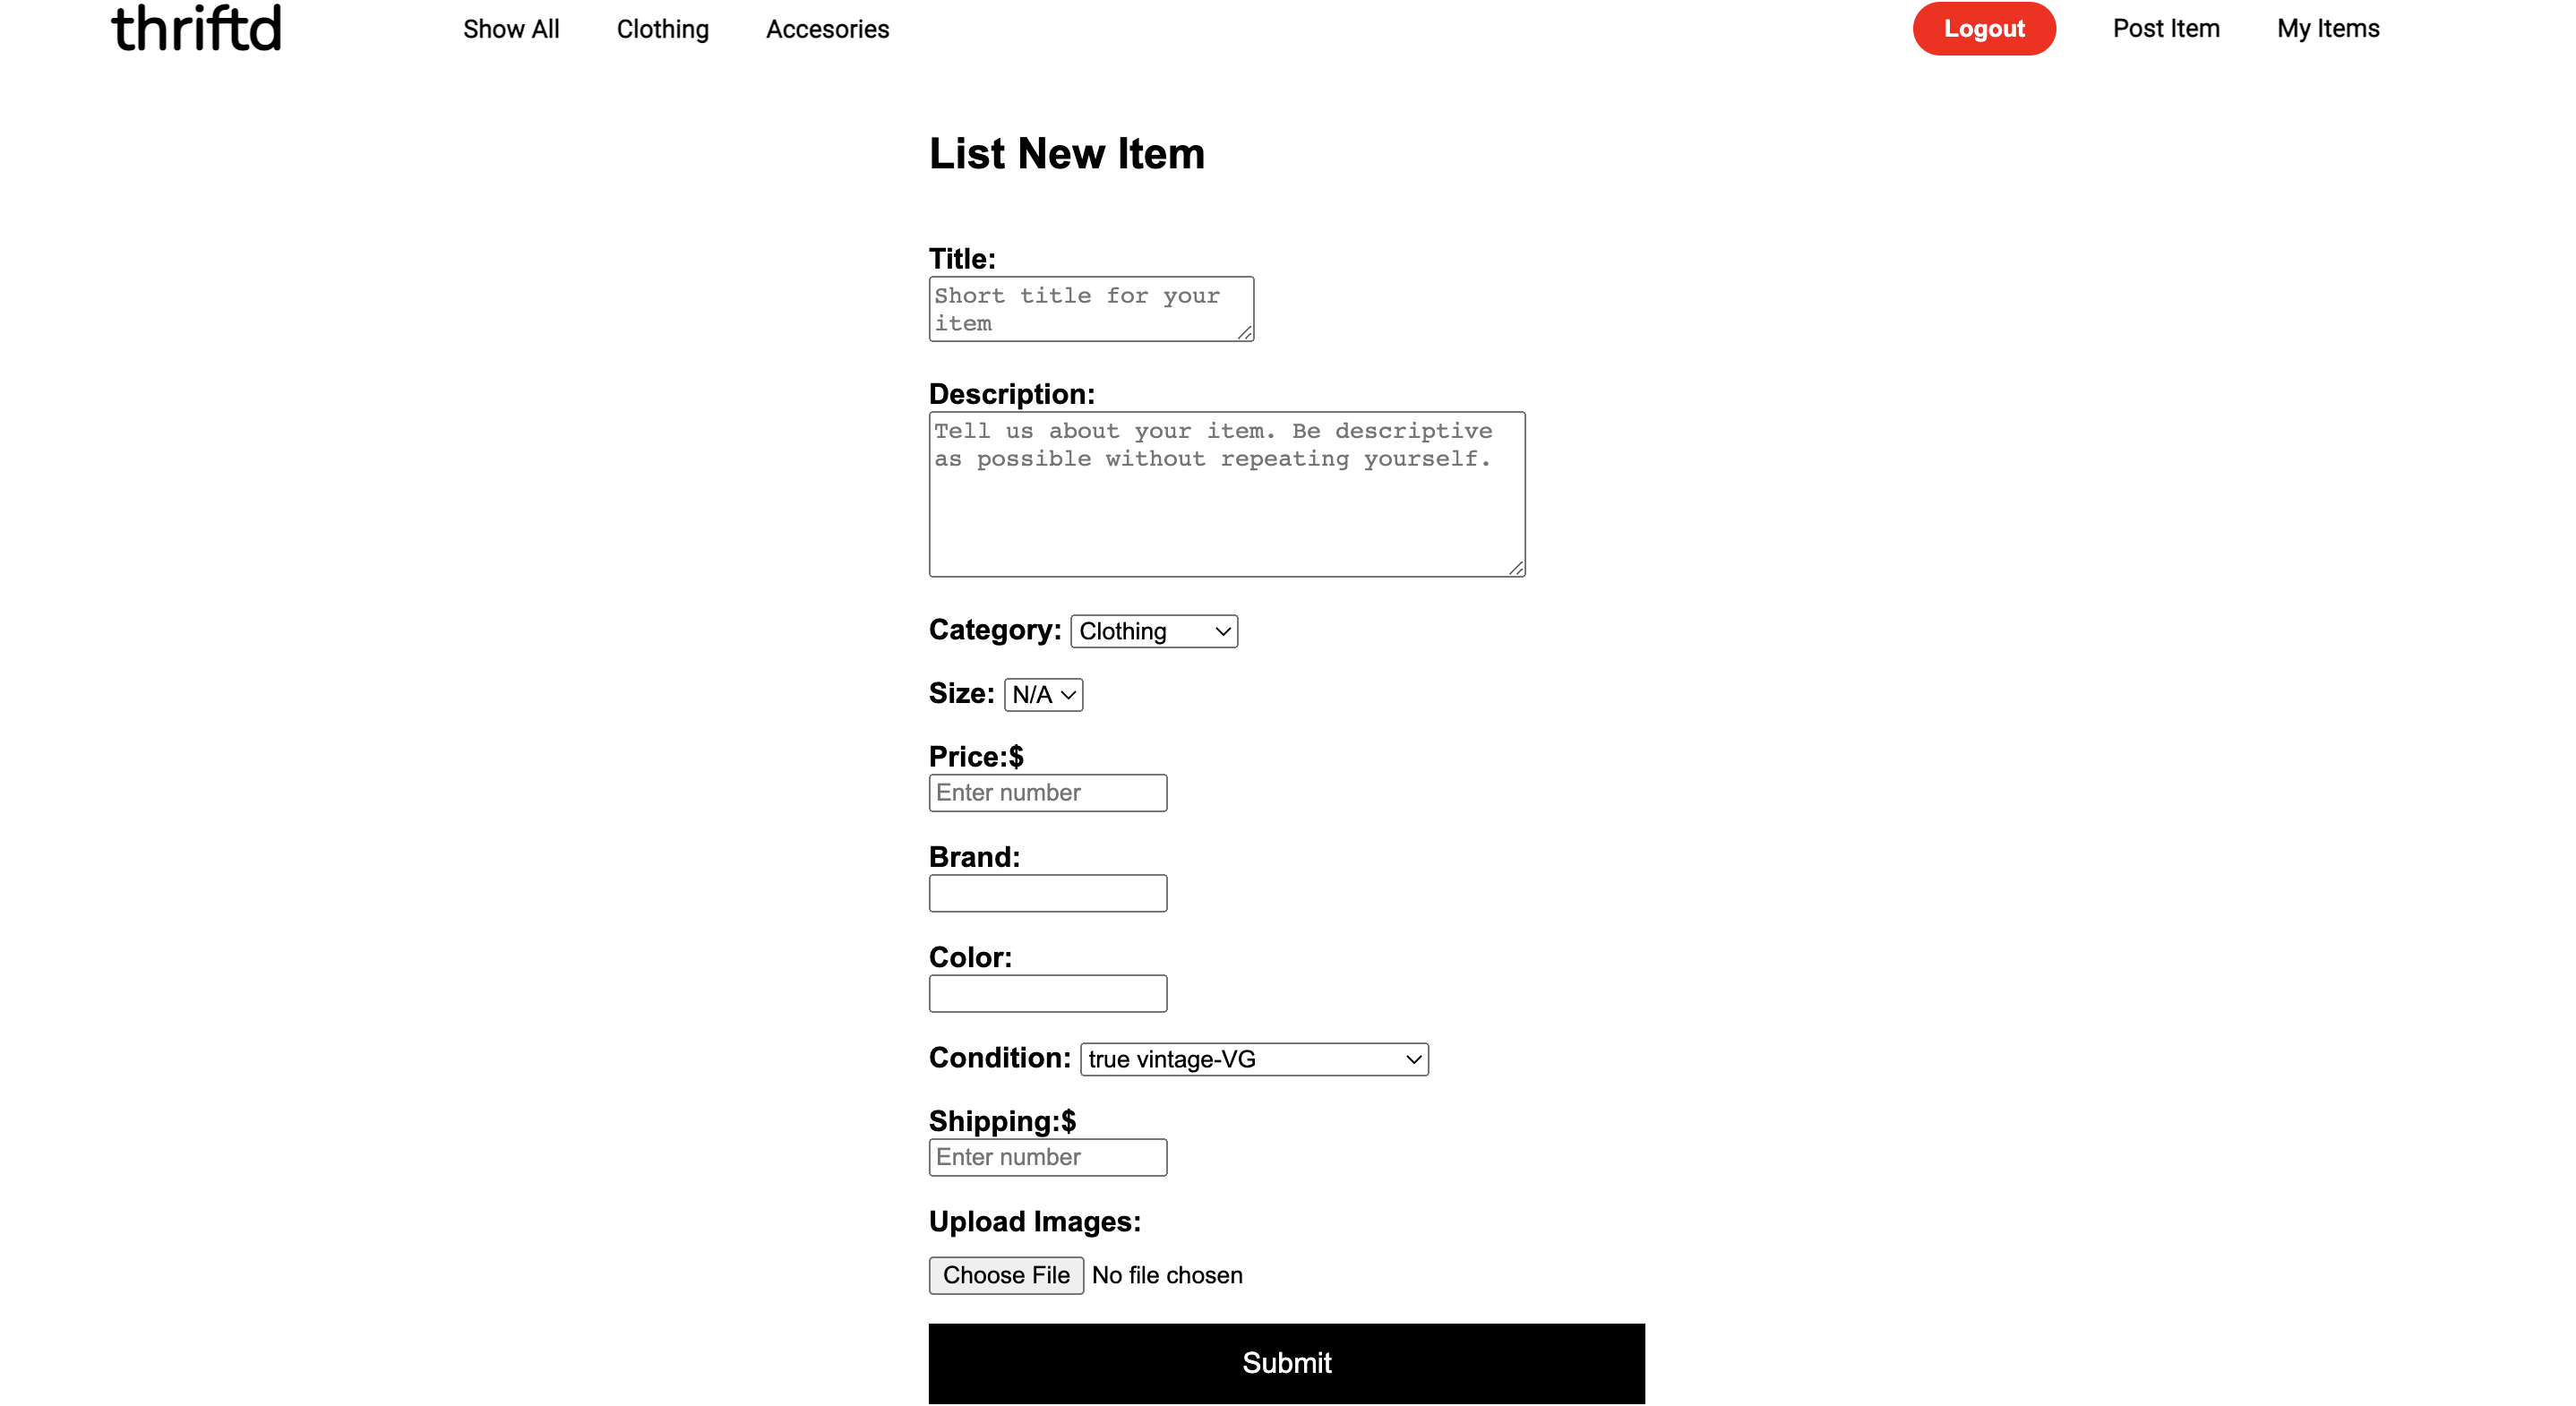 thriftd
Show All Clothing Accesories Logout Post Item My Items
List New Item
Title:
Short title for your
item
Description:
Tell us about your item. Be descriptive
as possible without repeating yourself.
Category: Clothing
Size: N/A
Price:$
Enter number
Brand:
Color:
Condition: true vintage-VG
Shipping:$
Enter number
Upload Images:
Choose File No file chosen
Submit